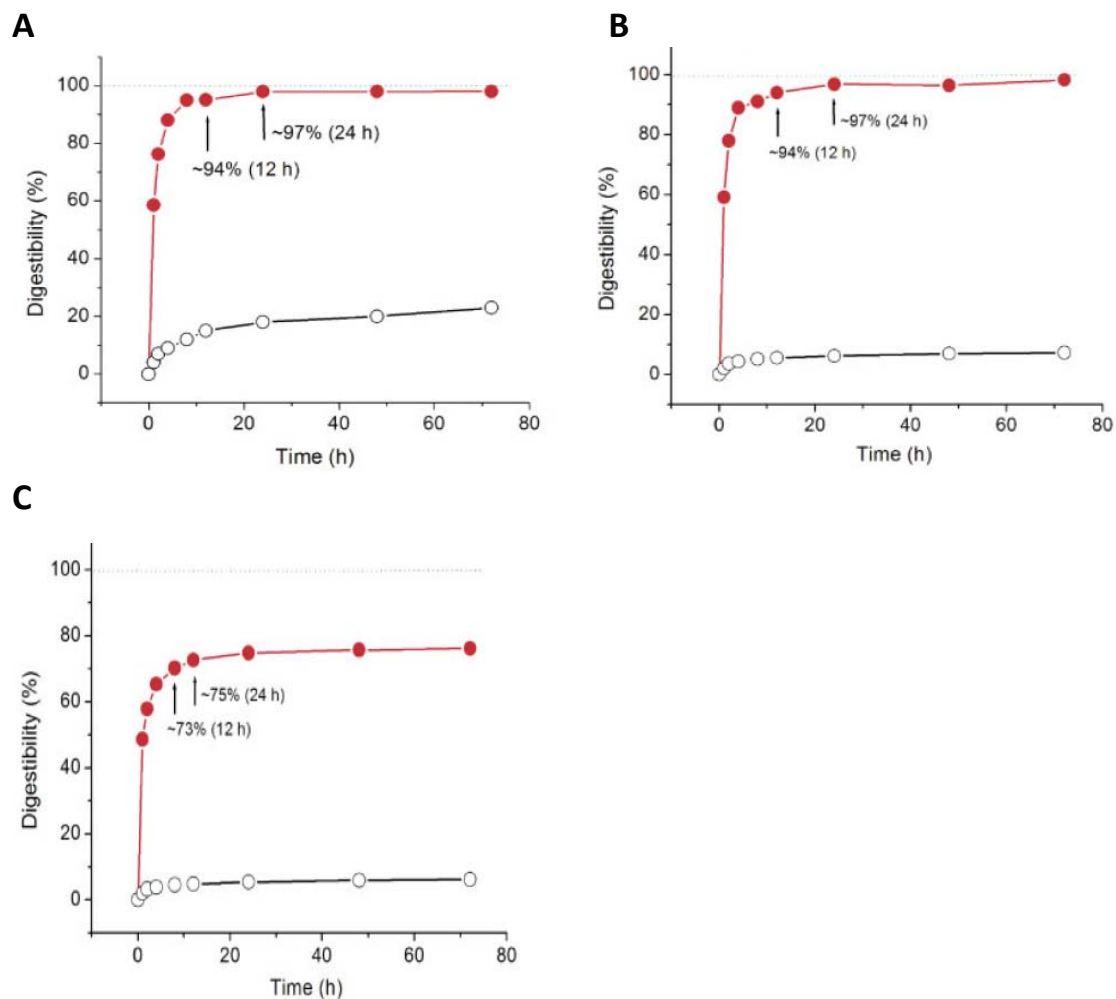 A
100
80
60
40
20
0
~97% (24 h)
~94% (12 h)
Digestibility (%)
0 20 40 60 80
Time (h)
B
100
80
60
40
20
0
~97% (24 h)
~94% (12 h)
Digestibility (%)
0 20 40 60 80
Time (h)
C
100
80
60
40
20
0
~75% (24 h)
~73% (12 h)
Digestibility (%)
0 20 40 60 80
Time (h)